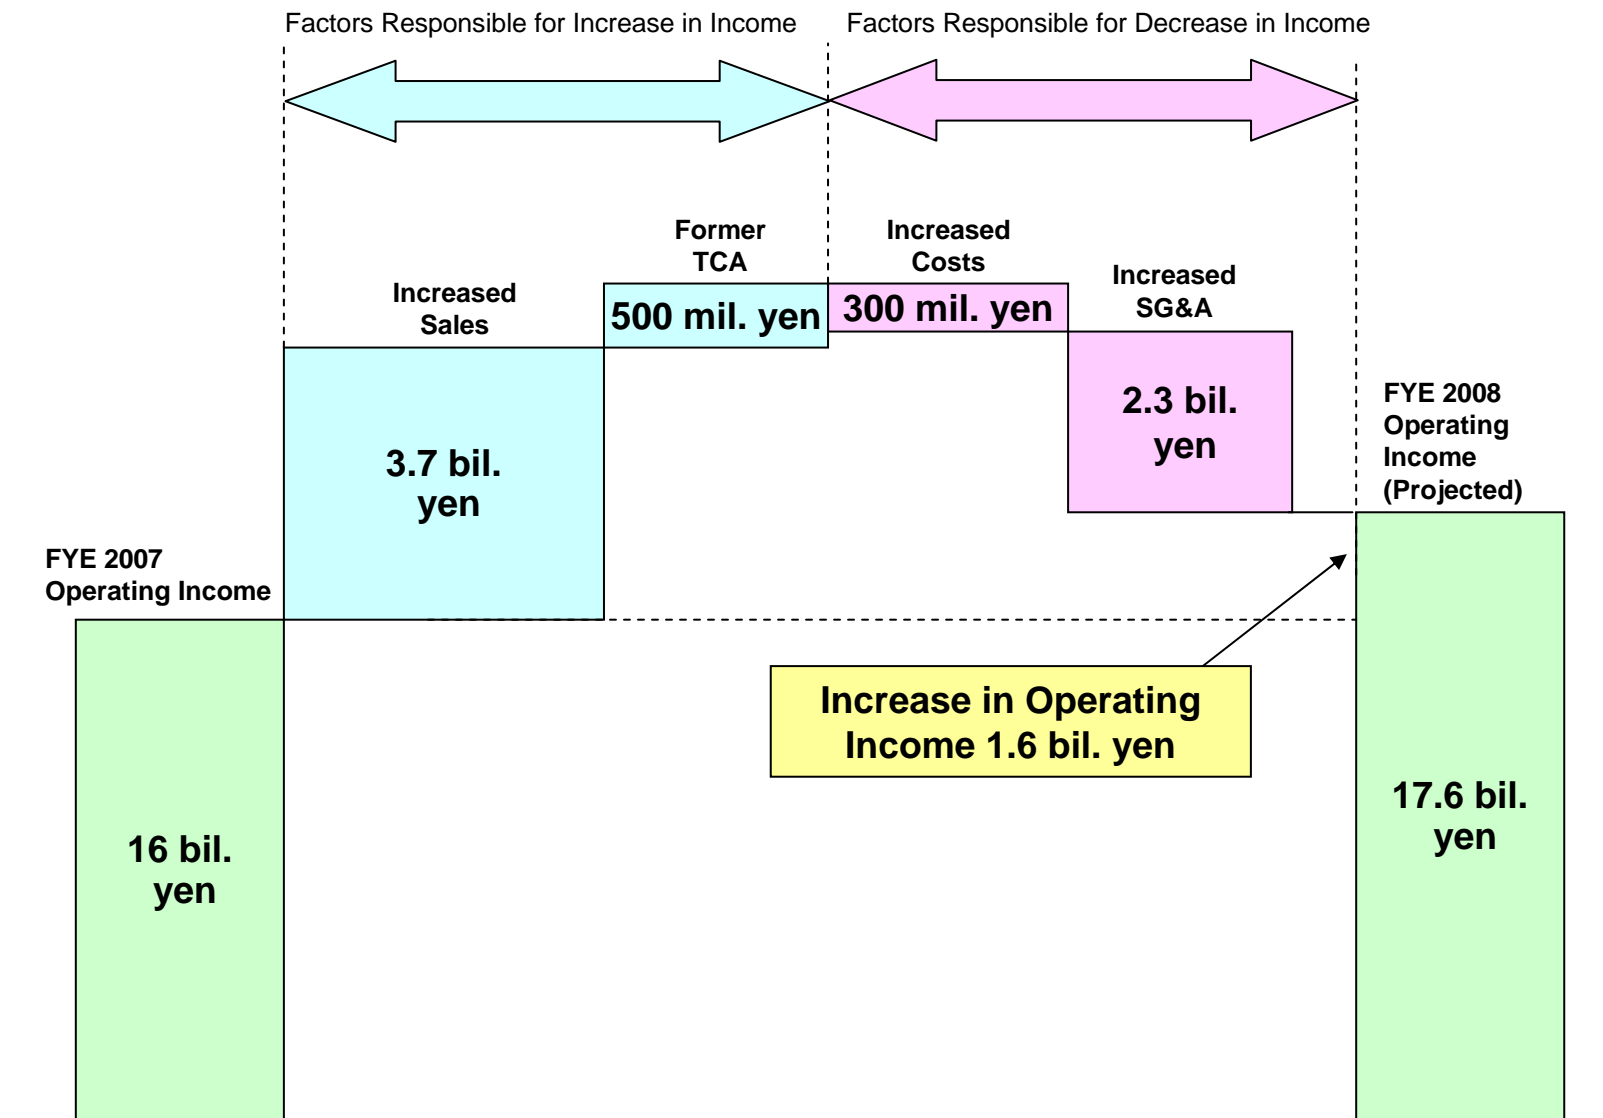 Factors Responsible for Increase in Income
Factors Responsible for Decrease in Income
Former
TCA
Increased
Costs
Increased
SG&A
Increased
Sales
500 mil. yen
300 mil. yen
2.3 bil.
yen
FYE 2008
Operating
Income
(Projected)
3.7 bil.
yen
FYE 2007
Operating Income
Increase in Operating
Income 1.6 bil. yen
17.6 bil.
yen
16 bil.
yen